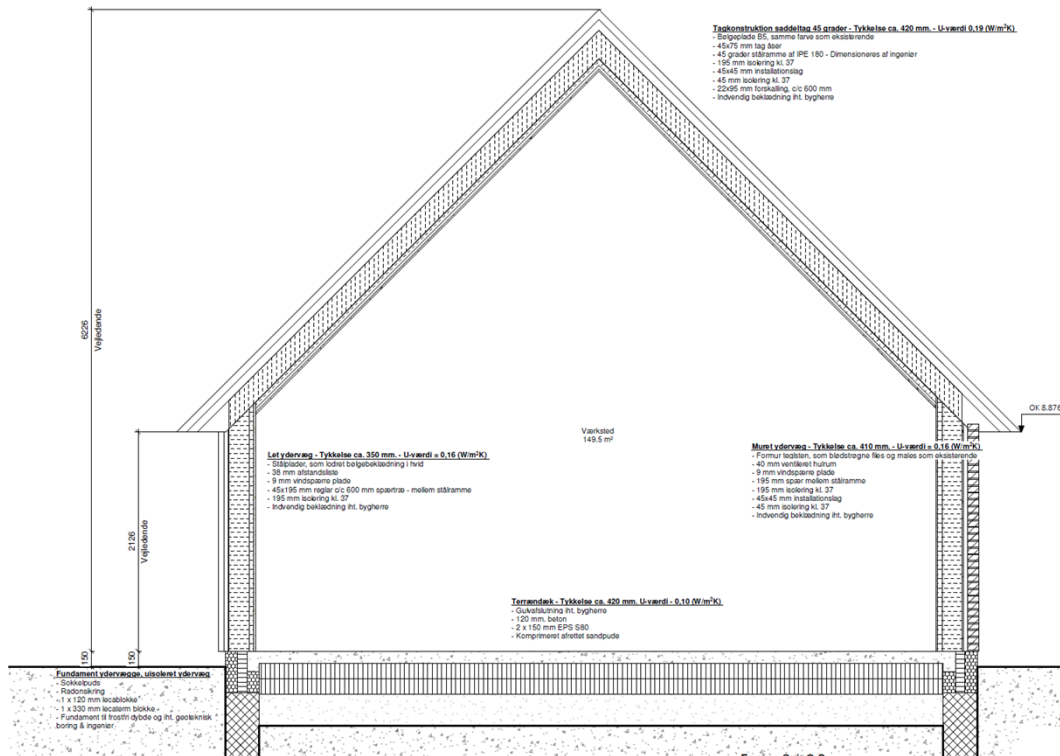 Tagkonstruktion saddeltag 45 grader - Tykkelse ca. 420 mm. - U-værdi 0,19 (W/m²K)
- Bølgeplade B5, samme farve som eksisterende
- 45x75 mm tag åser
- 45 grader stålramme af IPE 180 - Dimensioneres af ingeniør
- 195 mm isolering kl. 37
- 45x45 mm installationslag
- 45 mm isolering kl. 37
- 22x95 mm forskalling, c/c 600 mm
- Indvendig beklædning iht. bygherre
6226
Vejledende
OK 8,876
Værksted
149.5 m²
Let ydervæg - Tykkelse ca. 350 mm. - U-værdi = 0,16 (W/m²K)
- Stålplader, som lodret bølgebeklædning i hvid
- 38 mm afstandsliste
- 9 mm vindspærre plade
- 45x195 mm reglar c/c 600 mm spærtræ - mellem stålramme
- 195 mm isolering kl. 37
- Indvendig beklædning iht. bygherre
Muret ydervæg - Tykkelse ca. 410 mm. - U-værdi = 0,16 (W/m²K)
- Formur teglsten, som blødstrøgne files og males som eksisterende
- 40 mm ventileret hulrum
- 9 mm vindspærre plade
- 195 mm spær mellem stålramme
- 195 mm isolering kl. 37
- 45x45 mm installationslag
- 45 mm isolering kl. 37
- Indvendig beklædning iht. bygherre
2126
Vejledende
Terrændæk - Tykkelse ca. 420 mm. U-værdi - 0,10 (W/m²K)
- Gulvafslutning iht. bygherre
- 120 mm. beton
- 2 x 150 mm EPS S80
- Komprimeret afrettet sandpude
150
150
Fundament ydervægge, uisoleret ydervæg
- Sokkelpuds
- Radonsikring
- 1 x 120 mm lecablokke
- 1 x 330 mm lecaterm blokke -
- Fundament til frostfri dybde og iht. geoteknisk
boring & ingeniør